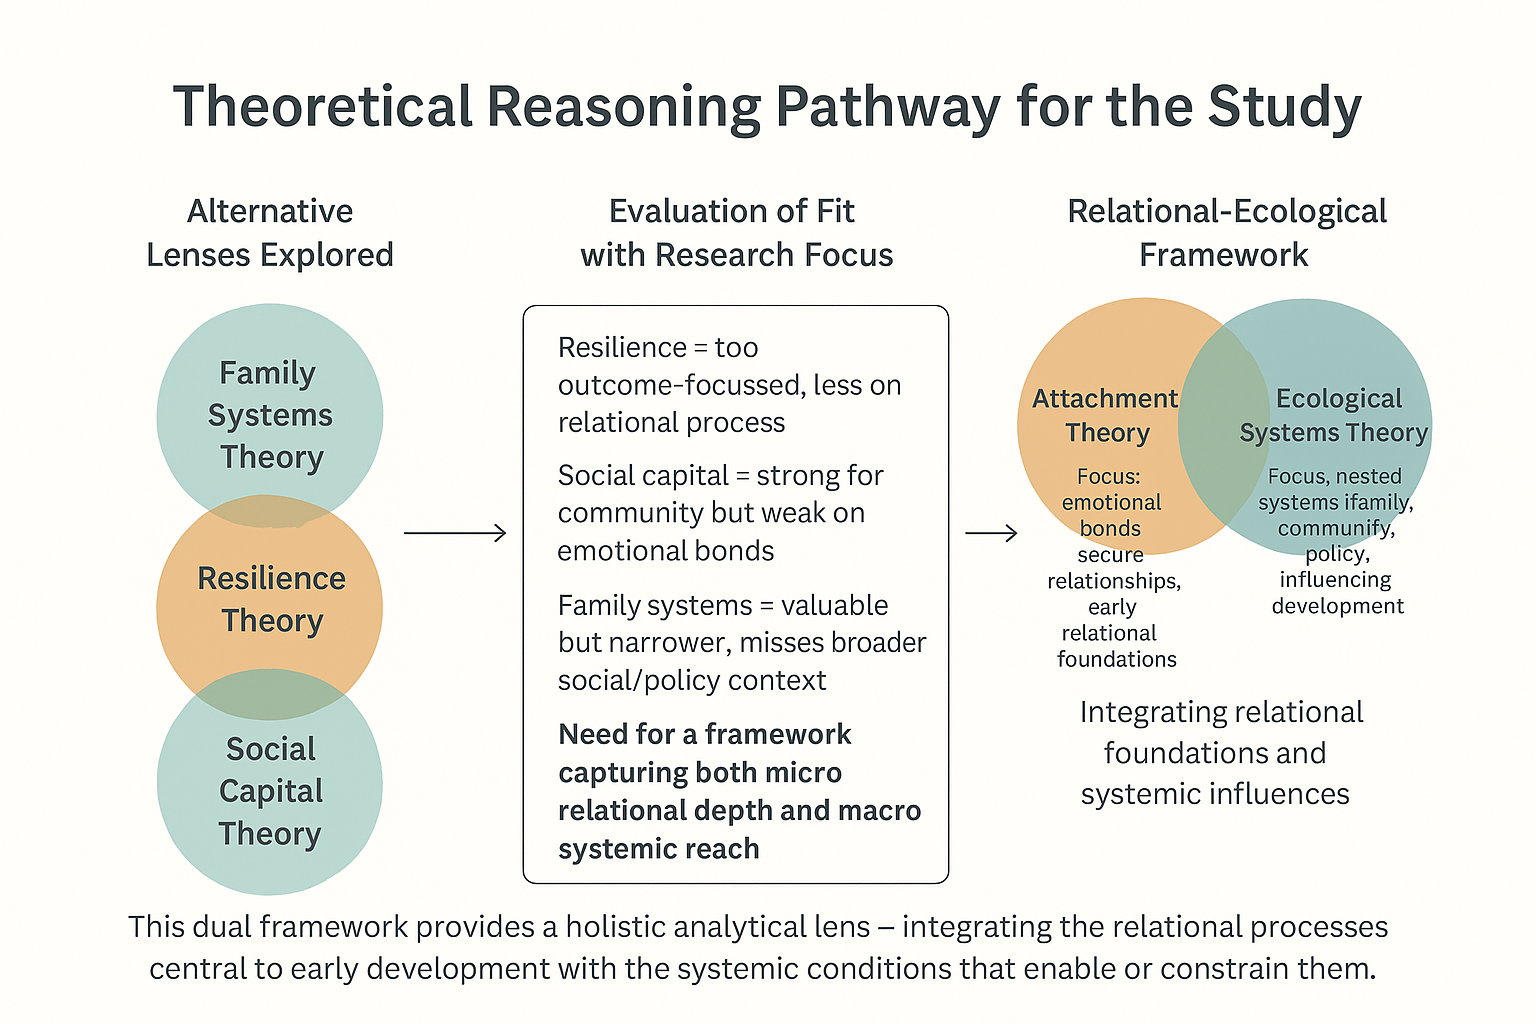 Theoretical Reasoning Pathway for the Study
Alternative
Lenses Explored
Family
Systems
Theory
Resilience
Theory
Social
Capital
Theory
Evaluation of Fit
with Research Focus
Resilience = too
outcome-focussed, less on
relational process
Social capital = strong for
community but weak on
emotional bonds
Family systems = valuable
but narrower, misses broader
social/policy context
Need for a framework
capturing both micro
relational depth and macro
systemic reach
Relational-Ecological
Framework
Attachment
Theory
Focus:
emotional
bonds
secure
relationships,
early
relational
foundations
Ecological
Systems Theory
Focus, nested
systems ifamily,
communify,
policy,
influencing
development
Integrating relational
foundations and
systemic influences
This dual framework provides a holistic analytical lens – integrating the relational processes
central to early development with the systemic conditions that enable or constrain them.